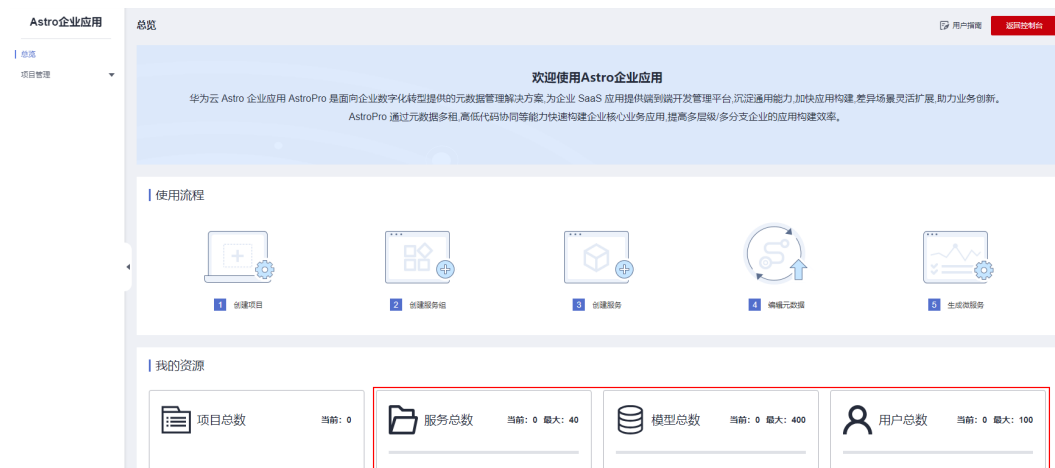 Astro企业应用
总览
用户指南
返回控制台
总览
项目管理
欢迎使用Astro企业应用
华为云 Astro 企业应用 AstroPro 是面向企业数字化转型提供的元数据管理解决方案,为企业 SaaS 应用提供端到端开发管理平台,沉淀通用能力,加快应用构建,差异场景灵活扩展,助力业务创新。
AstroPro 通过元数据多租,高低代码协同等能力快速构建企业核心业务应用,提高多层级/多分支企业的应用构建效率。
使用流程
1 创建项目
2 创建服务组
3 创建服务
4 编辑元数据
5 生成微服务
我的资源
项目总数 当前: 0
服务总数 当前: 0 最大: 40
模型总数 当前: 0 最大: 400
用户总数 当前: 0 最大: 100